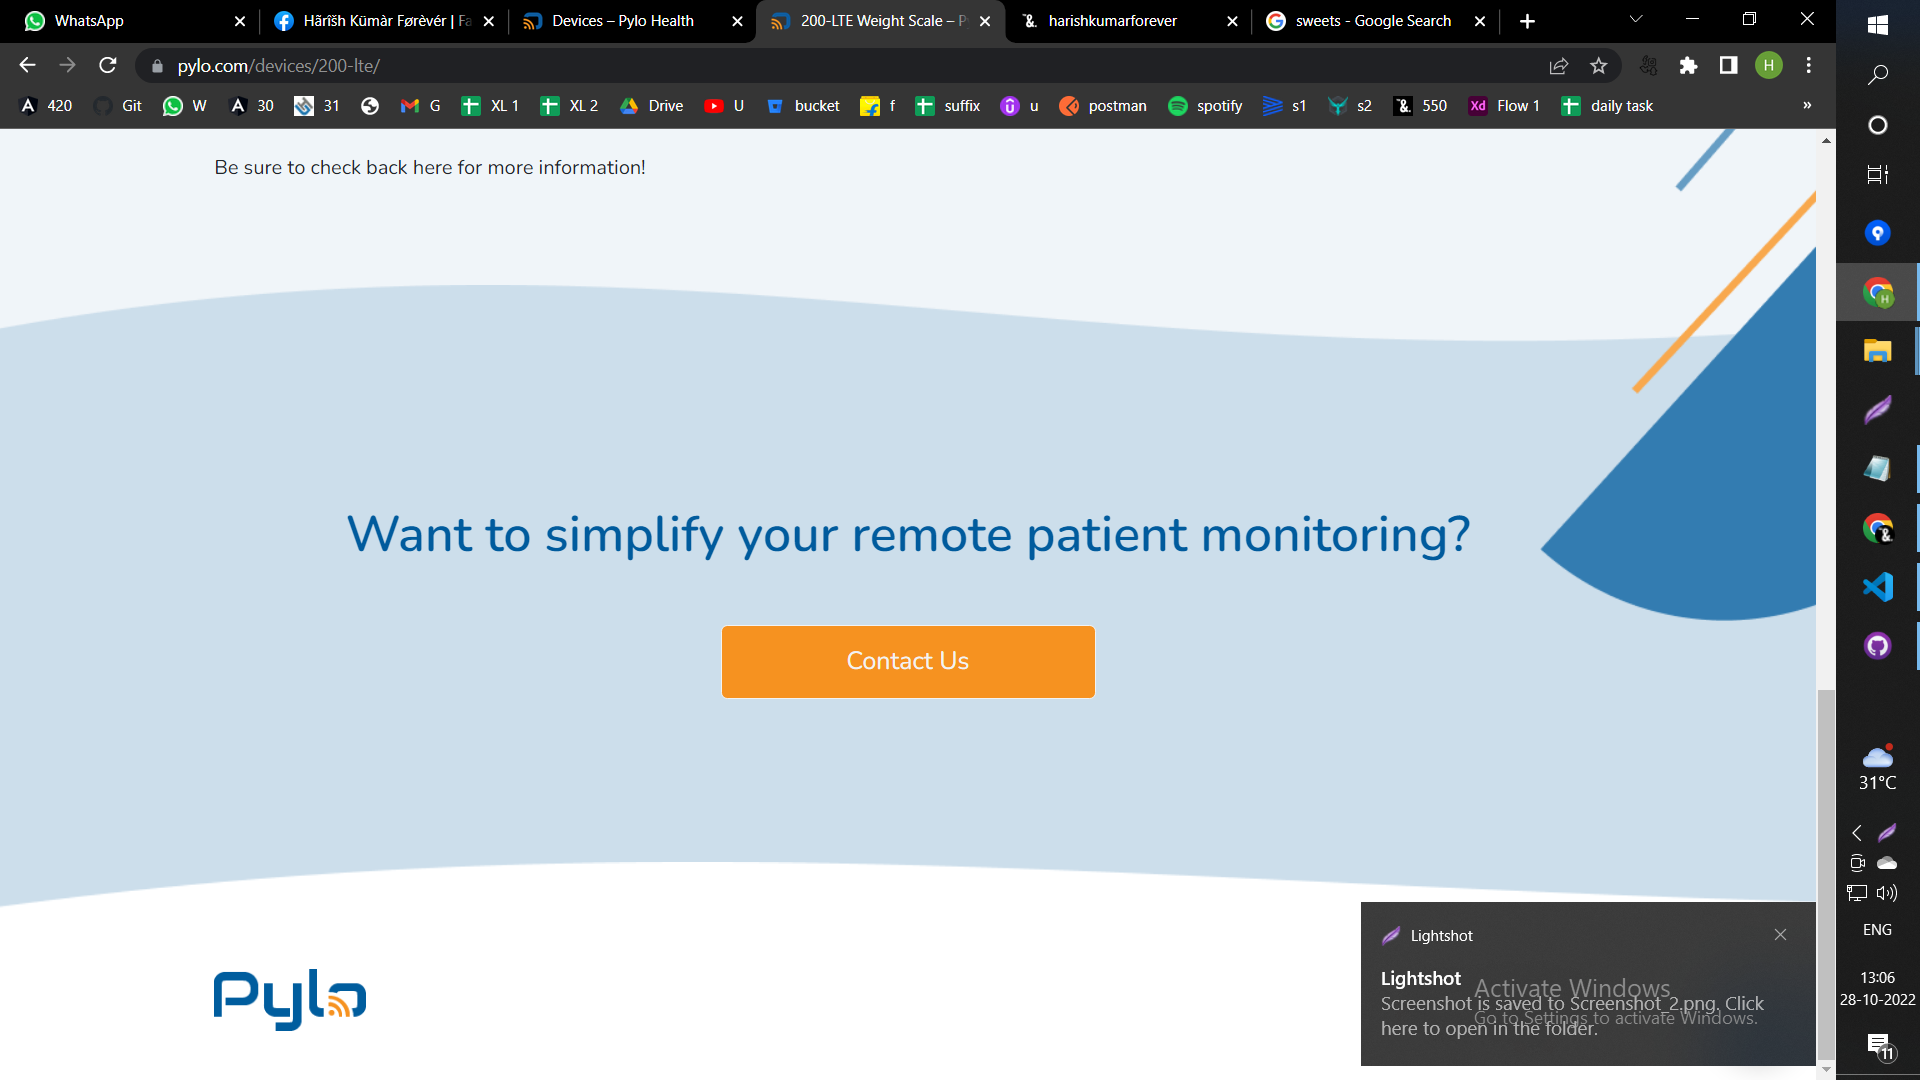 WhatsApp
Hãrîšh Kümàr Førèvér | Fa
Devices – Pylo Health
200-LTE Weight Scale – P
harishkumarforever
sweets - Google Search
pylo.com/devices/200-lte/
H
420
Git
W
30
31
G
XL 1
XL 2
Drive
U
bucket
f
suffix
u
postman
spotify
s1
s2
550
Xd
Flow 1
daily task
»
Be sure to check back here for more information!
Want to simplify your remote patient monitoring?
Contact Us
Pylo
Lightshot
Lightshot
Screenshot is saved to Screenshot_2.png. Click
here to open in the folder.
Activate Windows
Go to Settings to activate Windows.
31°C
ENG
13:06
28-10-2022
11